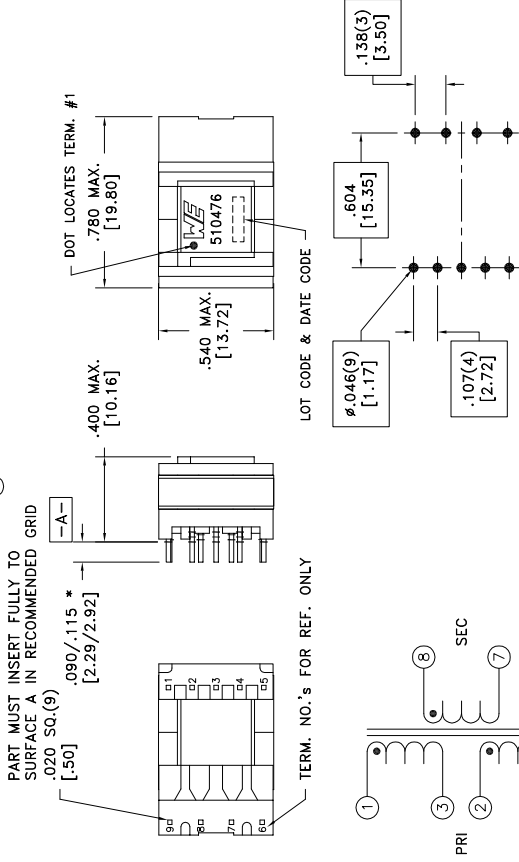 PART MUST INSERT FULLY TO
SURFACE A IN RECOMMENDED GRID
.020 SQ.(9)
[.50]
-A-
.090/.115 *
[2.29/2.92]
.400 MAX.
[10.16]
DOT LOCATES TERM. #1
.780 MAX.
[19.80]
.540 MAX.
[13.72]
WE
510476
LOT CODE & DATE CODE
9
8
7
6
1
2
3
4
5
TERM. NO.'s FOR REF. ONLY
.138(3)
[3.50]
.604
[15.35]
ø.046(9)
[1.17]
.107(4)
[2.72]
PRI
1
3
2
SEC
8
7